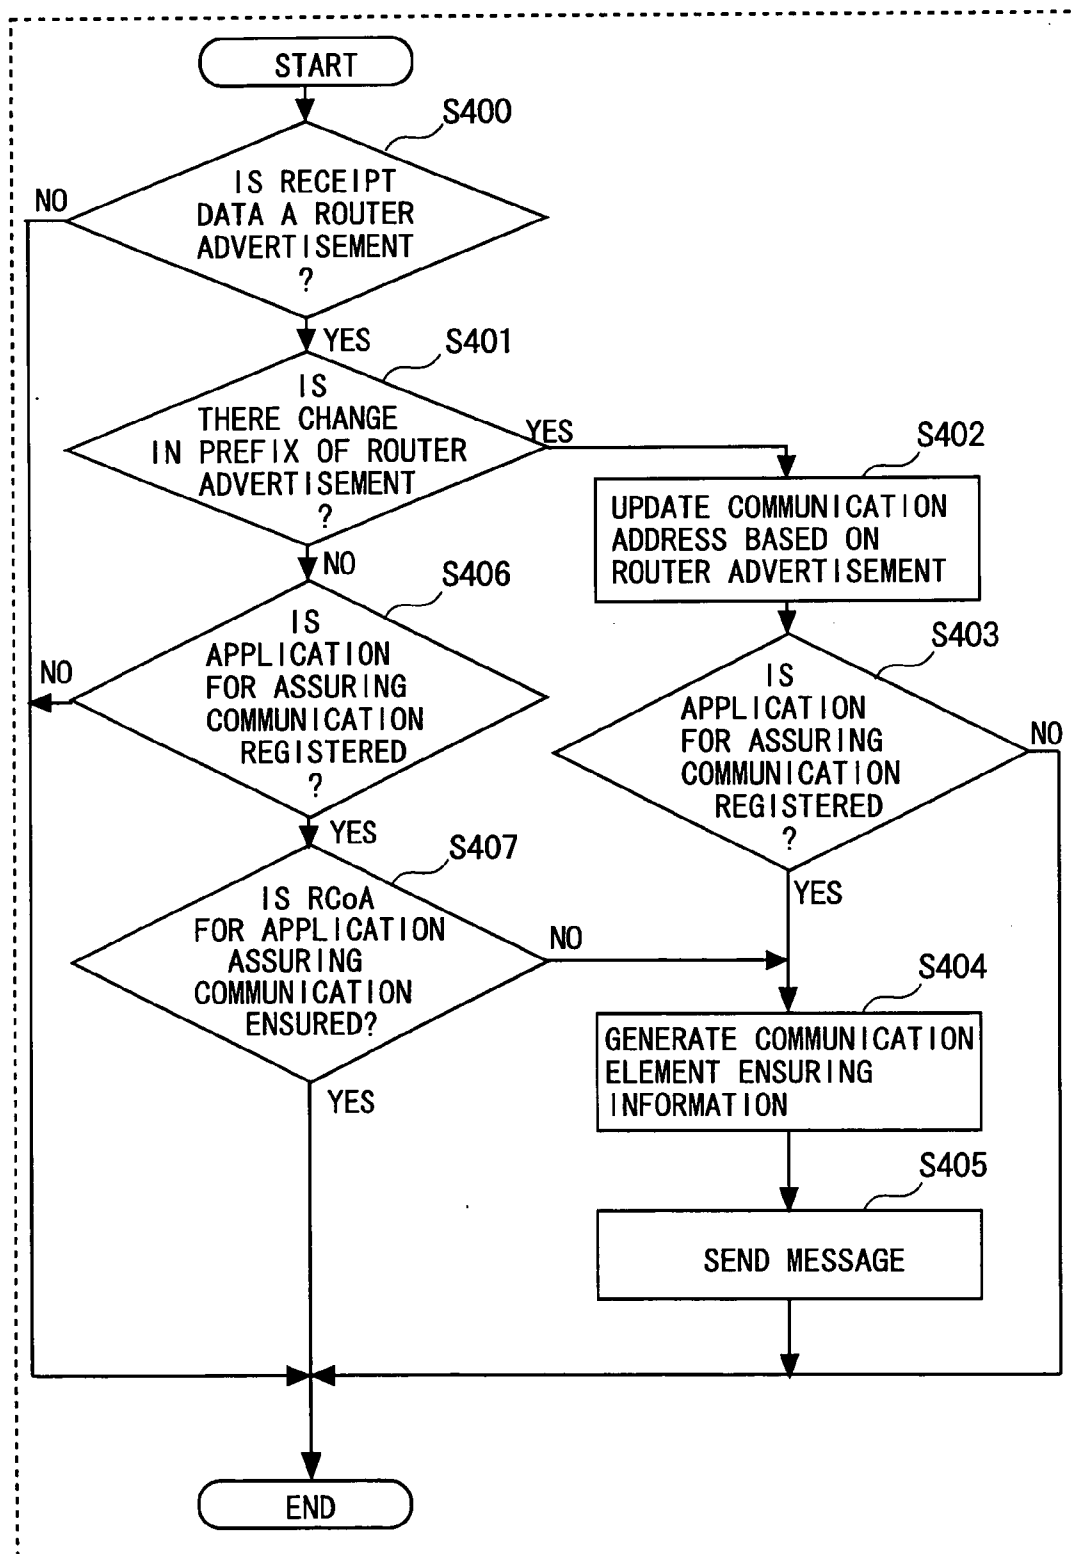 START
S400
IS RECEIPT
DATA A ROUTER
ADVERTISEMENT
?
NO
YES
S401
IS
THERE CHANGE
IN PREFIX OF ROUTER
ADVERTISEMENT
?
YES
NO
S402
UPDATE COMMUNICATION
ADDRESS BASED ON
ROUTER ADVERTISEMENT
S406
IS
APPLICATION
FOR ASSURING
COMMUNICATION
REGISTERED
?
NO
YES
S403
IS
APPLICATION
FOR ASSURING
COMMUNICATION
REGISTERED
?
NO
YES
S407
IS RCoA
FOR APPLICATION
ASSURING
COMMUNICATION
ENSURED?
NO
YES
S404
GENERATE COMMUNICATION
ELEMENT ENSURING
INFORMATION
S405
SEND MESSAGE
END